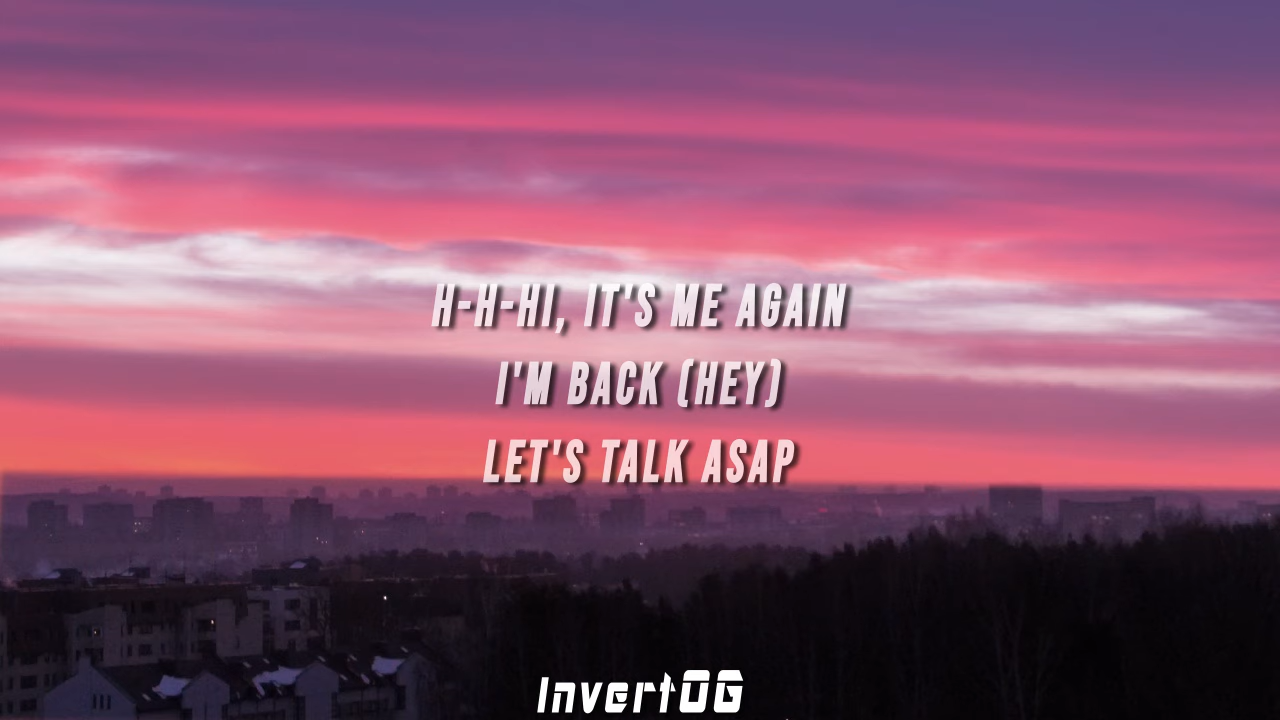 H-H-HI, IT'S ME AGAIN
I'M BACK (HEY)
LET'S TALK ASAP
InvertOG